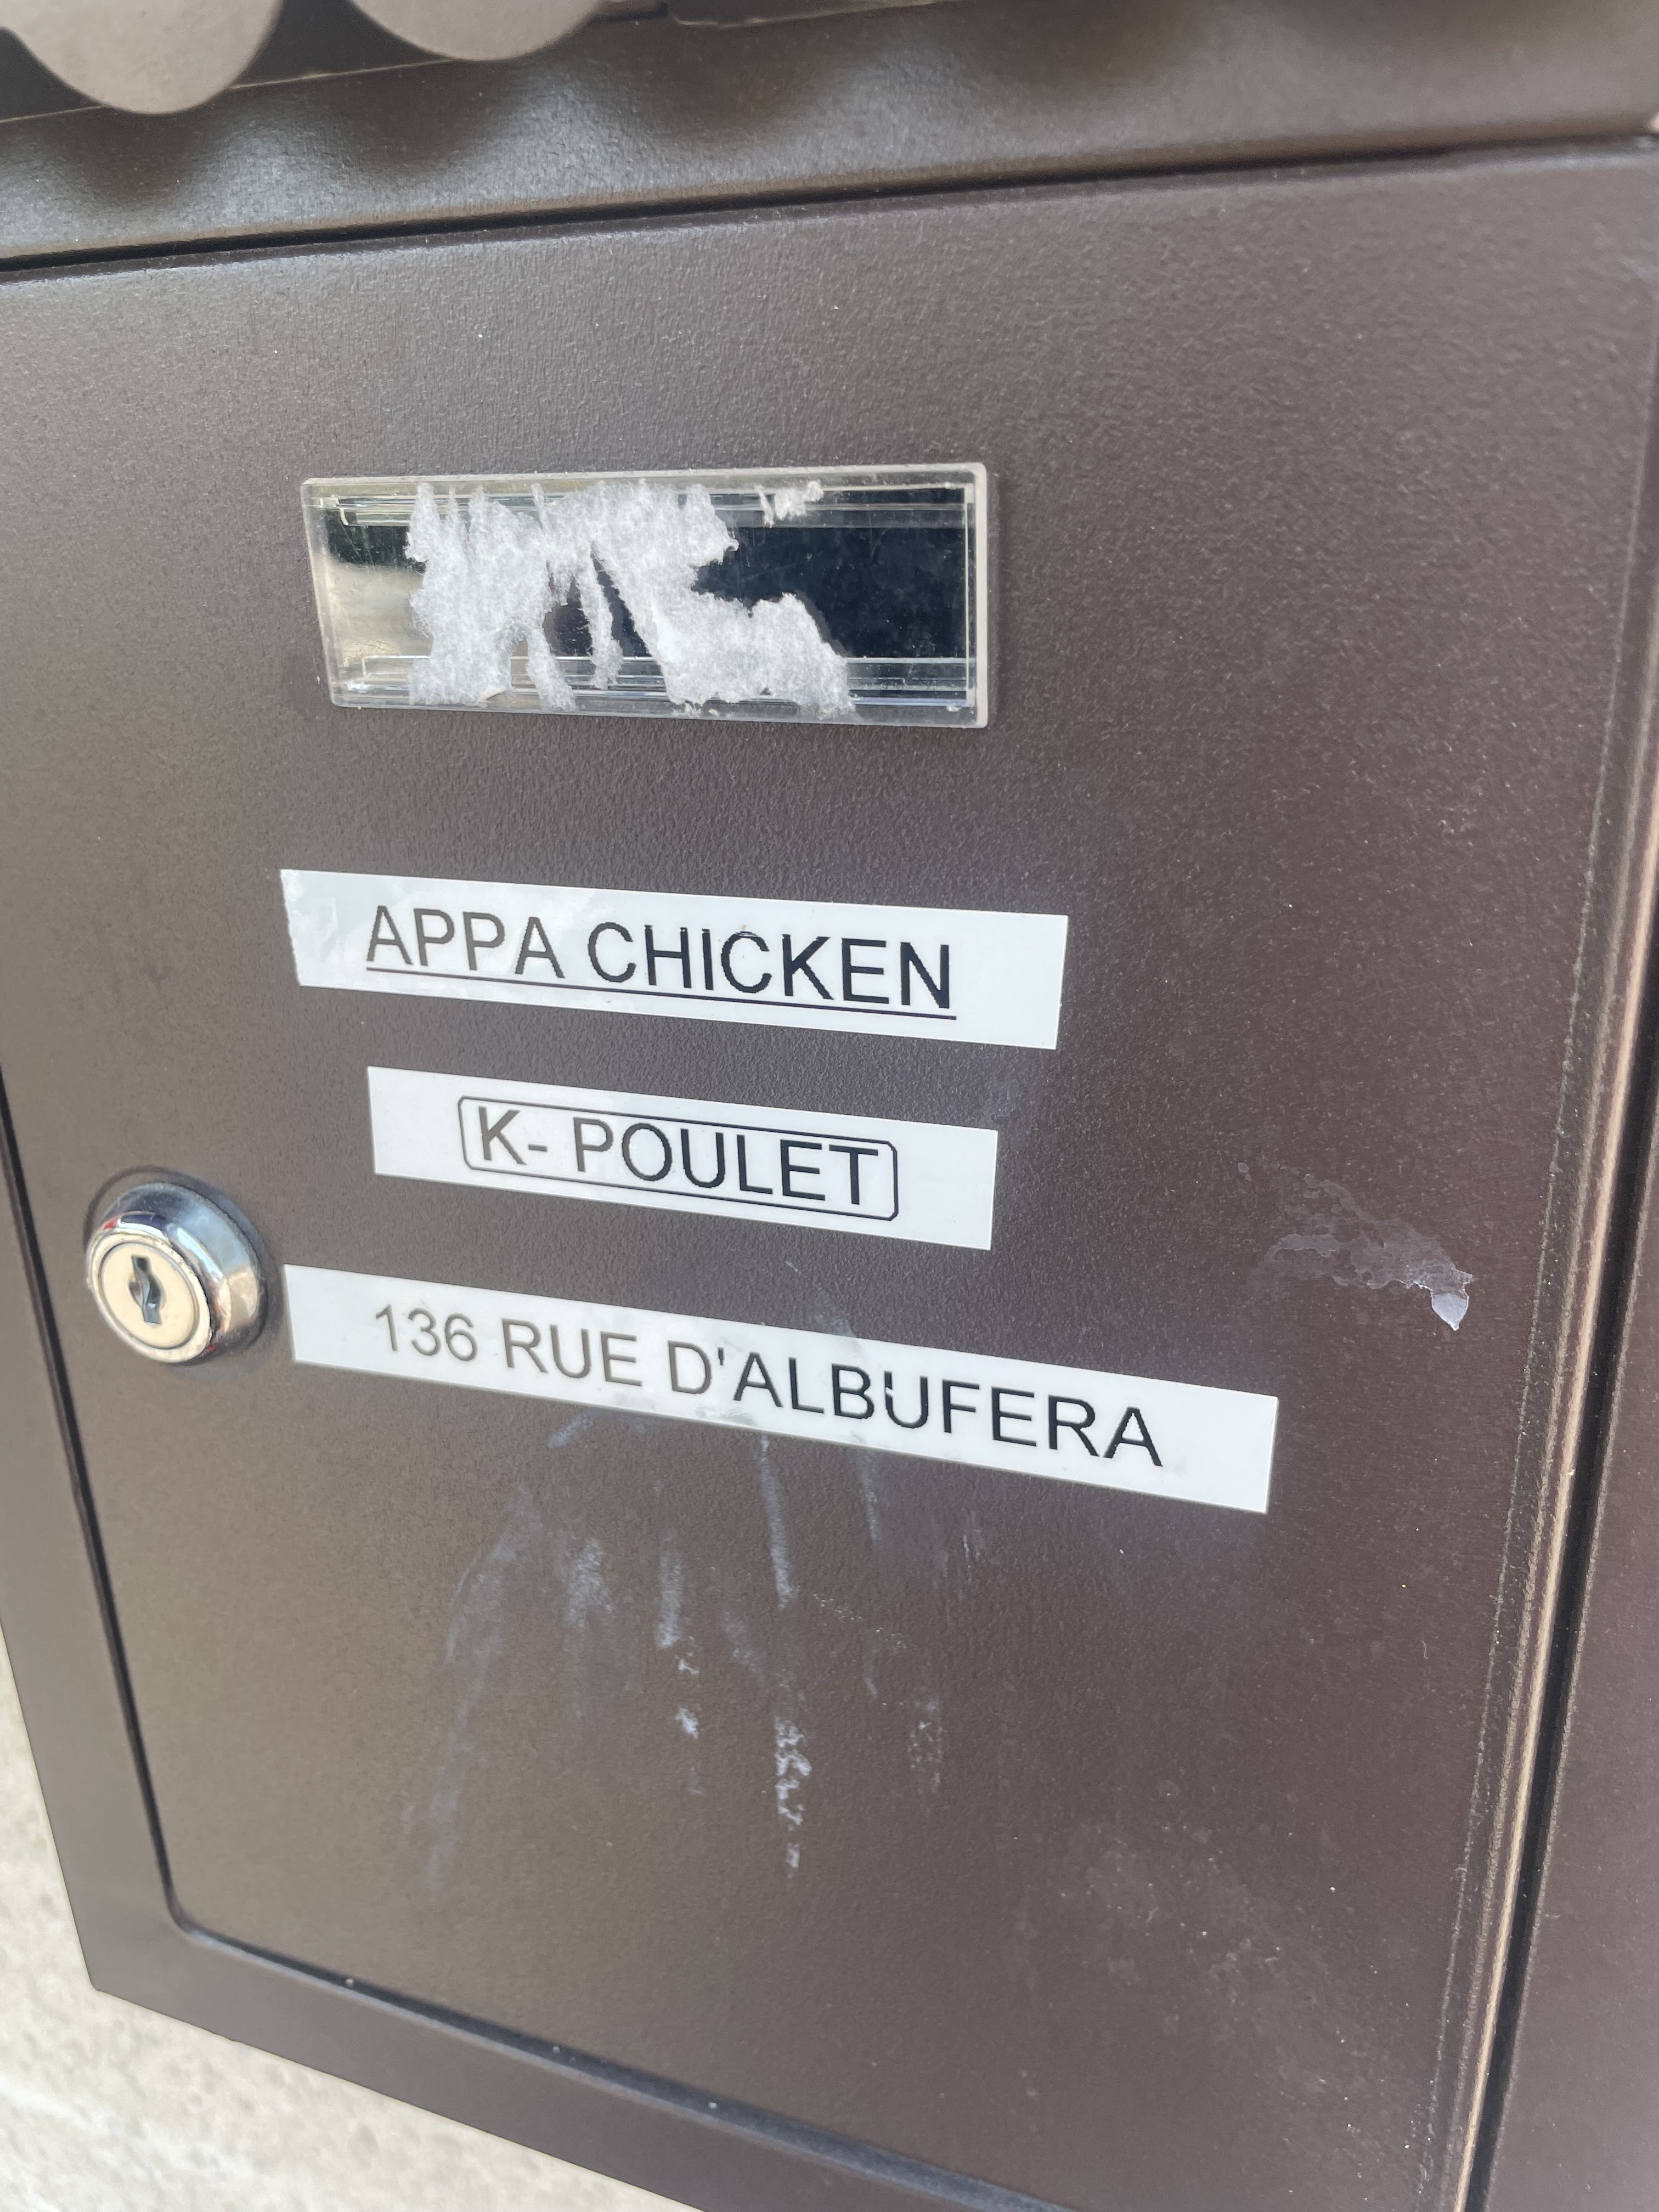 APPA CHICKEN
K- POULET
136 RUE D'ALBUFERA